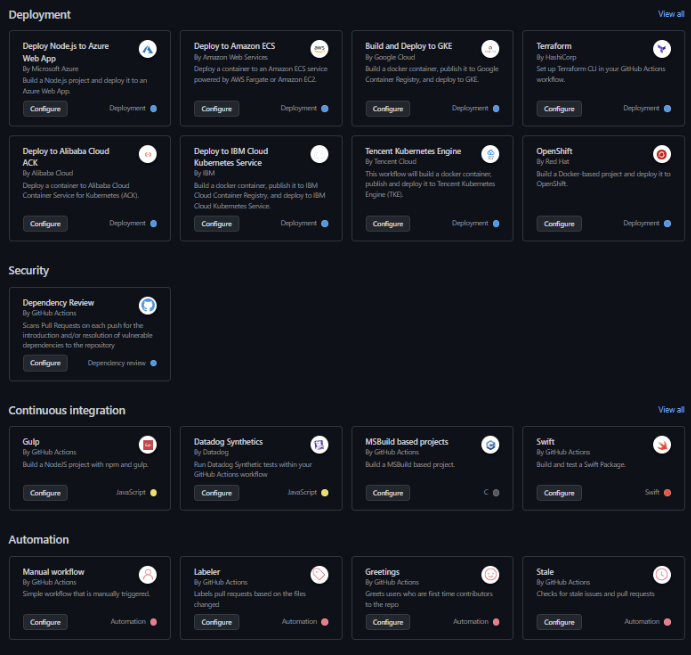 Deployment
View all
Deploy Node.js to Azure
Web App
By Microsoft Azure
Build a Node.js project and deploy it to an
Azure Web App.
Configure
Deployment
Deploy to Amazon ECS
By Amazon Web Services
Deploy a container to an Amazon ECS service
powered by AWS Fargate or Amazon EC2.
Configure
Deployment
Build and Deploy to GKE
By Google Cloud
Build a docker container, publish it to Google
Container Registry, and deploy to GKE.
Configure
Deployment
Terraform
By HashiCorp
Set up Terraform CLI in your GitHub Actions
workflow.
Configure
Deployment
Deploy to Alibaba Cloud
ACK
By Alibaba Cloud
Deploy a container to Alibaba Cloud
Container Service for Kubernetes (ACK).
Configure
Deployment
Deploy to IBM Cloud
Kubernetes Service
By IBM
Build a docker container, publish it to IBM
Cloud Container Registry, and deploy to IBM
Cloud Kubernetes Service.
Configure
Deployment
Tencent Kubernetes Engine
By Tencent Cloud
This workflow will build a docker container,
publish and deploy it to Tencent Kubernetes
Engine (TKE).
Configure
Deployment
OpenShift
By Red Hat
Build a Docker-based project and deploy it to
OpenShift.
Configure
Deployment
Security
Dependency Review
By GitHub Actions
Scans Pull Requests on each push for the
introduction and/or resolution of vulnerable
dependencies to the repository
Configure
Dependency review
Continuous integration
View all
Gulp
By GitHub Actions
Build a NodeJS project with npm and gulp.
Configure
JavaScript
Datadog Synthetics
By Datadog
Run Datadog Synthetic tests within your
GitHub Actions workflow
Configure
JavaScript
MSBuild based projects
By GitHub Actions
Build a MSBuild based project.
Configure
C
Swift
By GitHub Actions
Build and test a Swift Package.
Configure
Swift
Automation
Manual workflow
By GitHub Actions
Simple workflow that is manually triggered.
Configure
Automation
Labeler
By GitHub Actions
Labels pull requests based on the files
changed
Configure
Automation
Greetings
By GitHub Actions
Greets users who are first time contributors
to the repo
Configure
Automation
Stale
By GitHub Actions
Checks for stale issues and pull requests
Configure
Automation